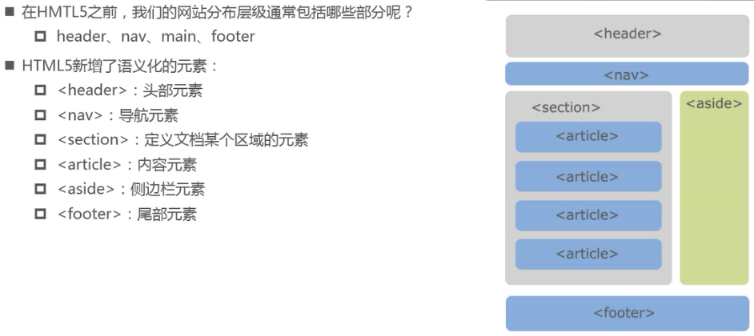 在HMTL5之前，我们的网站分布层级通常包括哪些部分呢？
header、nav、main、footer
HTML5新增了语义化的元素：
<header>：头部元素
<nav>：导航元素
<section>：定义文档某个区域的元素
<article>：内容元素
<aside>：侧边栏元素
<footer>：尾部元素
<header>
<nav>
<section>
<article>
<article>
<article>
<article>
<aside>
<footer>